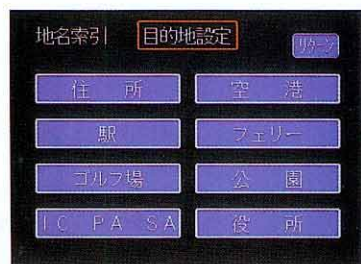 地名索引 目的地設定 リターン
住所 空港
駅 フェリー
ゴルフ場 公園
IC PA SA 役所